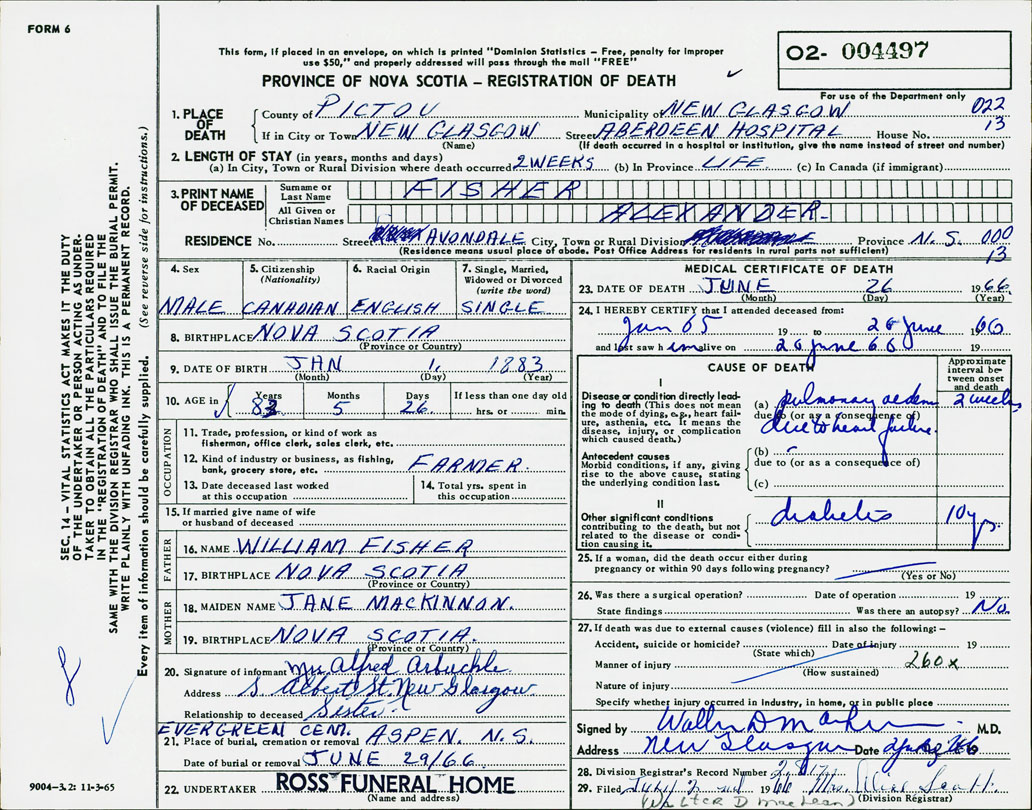 FORM 6
This form, if placed in an envelope, on which is printed "Dominion Statistics – Free, penalty for improper
use $50," and properly addressed will pass through the mail "FREE"
PROVINCE OF NOVA SCOTIA – REGISTRATION OF DEATH
O2- 004497
For use of the Department only
1. PLACE OF DEATH
County of PICTOU Municipality of NEW GLASGOW 022
If in City or Town NEW GLASGOW Street ABERDEEN HOSPITAL House No. 13
(Name) (If death occurred in a hospital or institution, give the name instead of street and number)
2. LENGTH OF STAY (in years, months and days)
(a) In City, Town or Rural Division where death occurred 2 WEEKS (b) In Province LIFE (c) In Canada (if immigrant)
3. PRINT NAME OF DECEASED
Surname or Last Name FISHER
All Given or Christian Names ALEXANDER
RESIDENCE No. Street AVONDALE City, Town or Rural Division Province N. S. 000
(Residence means usual place of abode. Post Office Address for residents in rural parts not sufficient) 13
4. Sex
MALE
5. Citizenship
(Nationality)
CANADIAN
6. Racial Origin
ENGLISH
7. Single, Married,
Widowed or Divorced
(write the word)
SINGLE
8. BIRTHPLACE NOVA SCOTIA
(Province or Country)
9. DATE OF BIRTH JAN 1, 1883
(Month) (Day) (Year)
10. AGE in Years Months Days If less than one day old
83 5 26 hrs. or min.
OCCUPATION
11. Trade, profession, or kind of work as
fisherman, office clerk, sales clerk, etc.
12. Kind of industry or business, as fishing,
bank, grocery store, etc. FARMER.
13. Date deceased last worked
at this occupation
14. Total yrs. spent in
this occupation
15. If married give name of wife
or husband of deceased
FATHER
16. NAME WILLIAM FISHER
17. BIRTHPLACE NOVA SCOTIA
(Province or Country)
MOTHER
18. MAIDEN NAME JANE MACKINNON.
19. BIRTHPLACE NOVA SCOTIA.
(Province or Country)
20. Signature of informant Mrs Alfred Arbuckle
Address S. Albert St. New Glasgow
Relationship to deceased Sister
EVERGREEN CEM.
21. Place of burial, cremation or removal ASPEN. N.S.
Date of burial or removal JUNE 29/66
22. UNDERTAKER ROSS FUNERAL HOME
(Name and address)
MEDICAL CERTIFICATE OF DEATH
23. DATE OF DEATH JUNE 26 1966
(Month) (Day) (Year)
24. I HEREBY CERTIFY that I attended deceased from:
Jan 65 19 to 26 June 1966
and last saw him alive on 26 June 66 19
CAUSE OF DEATH
Approximate
interval be-
tween onset
and death
I
Disease or condition directly lead-
ing to death (This does not mean
the mode of dying, e.g., heart fail-
ure, asthenia, etc. It means the
disease, injury, or complication
which caused death.)
(a) pulmonary oedema 2 weeks
due to (or as a consequence of)
due to heart failure.
Antecedent causes
Morbid conditions, if any, giving
rise to the above cause, stating
the underlying condition last.
(b)
due to (or as a consequence of)
(c)
II
Other significant conditions
contributing to the death, but not
related to the disease or condi-
tion causing it.
diabetes 10 yrs.
25. If a woman, did the death occur either during
pregnancy or within 90 days following pregnancy?
(Yes or No)
26. Was there a surgical operation? Date of operation 19
State findings Was there an autopsy? No.
27. If death was due to external causes (violence) fill in also the following: –
Accident, suicide or homicide? Date of injury 19
(State which)
Manner of injury 260x
(How sustained)
Nature of injury
Specify whether injury occurred in industry, in home, or in public place
Signed by M.D.
Address New Glasgow Date
28. Division Registrar's Record Number
29. Filed July 1966 Mrs.
(Division Registrar)
Walter D MacLean
SEC. 14 – VITAL STATISTICS ACT MAKES IT THE DUTY
OF THE UNDERTAKER OR PERSON ACTING AS UNDER-
TAKER TO OBTAIN ALL THE PARTICULARS REQUIRED
IN THE "REGISTRATION OF DEATH" AND TO FILE THE
SAME WITH THE DIVISION REGISTRAR WHO SHALL ISSUE THE BURIAL PERMIT.
WRITE PLAINLY WITH UNFADING INK. THIS IS A PERMANENT RECORD.
Every item of information should be carefully supplied. (See reverse side for instructions.)
9004-3.2: 11-3-65